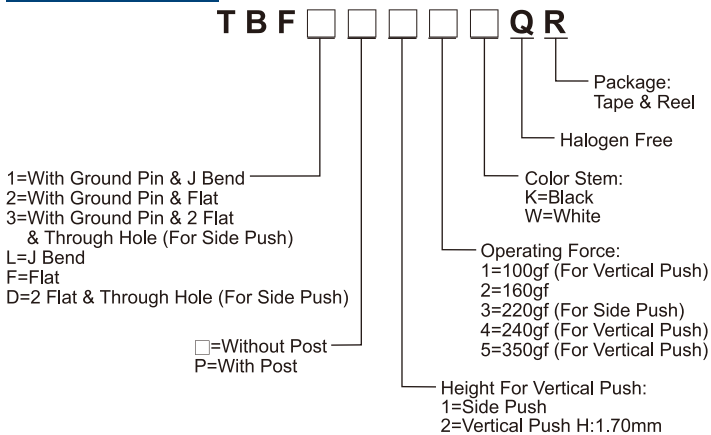 TBF□□□□□QR
Package:
Tape & Reel
Halogen Free
Color Stem:
K=Black
W=White
Operating Force:
1=100gf (For Vertical Push)
2=160gf
3=220gf (For Side Push)
4=240gf (For Vertical Push)
5=350gf (For Vertical Push)
Height For Vertical Push:
1=Side Push
2=Vertical Push H:1.70mm
□=Without Post
P=With Post
1=With Ground Pin & J Bend
2=With Ground Pin & Flat
3=With Ground Pin & 2 Flat
& Through Hole (For Side Push)
L=J Bend
F=Flat
D=2 Flat & Through Hole (For Side Push)